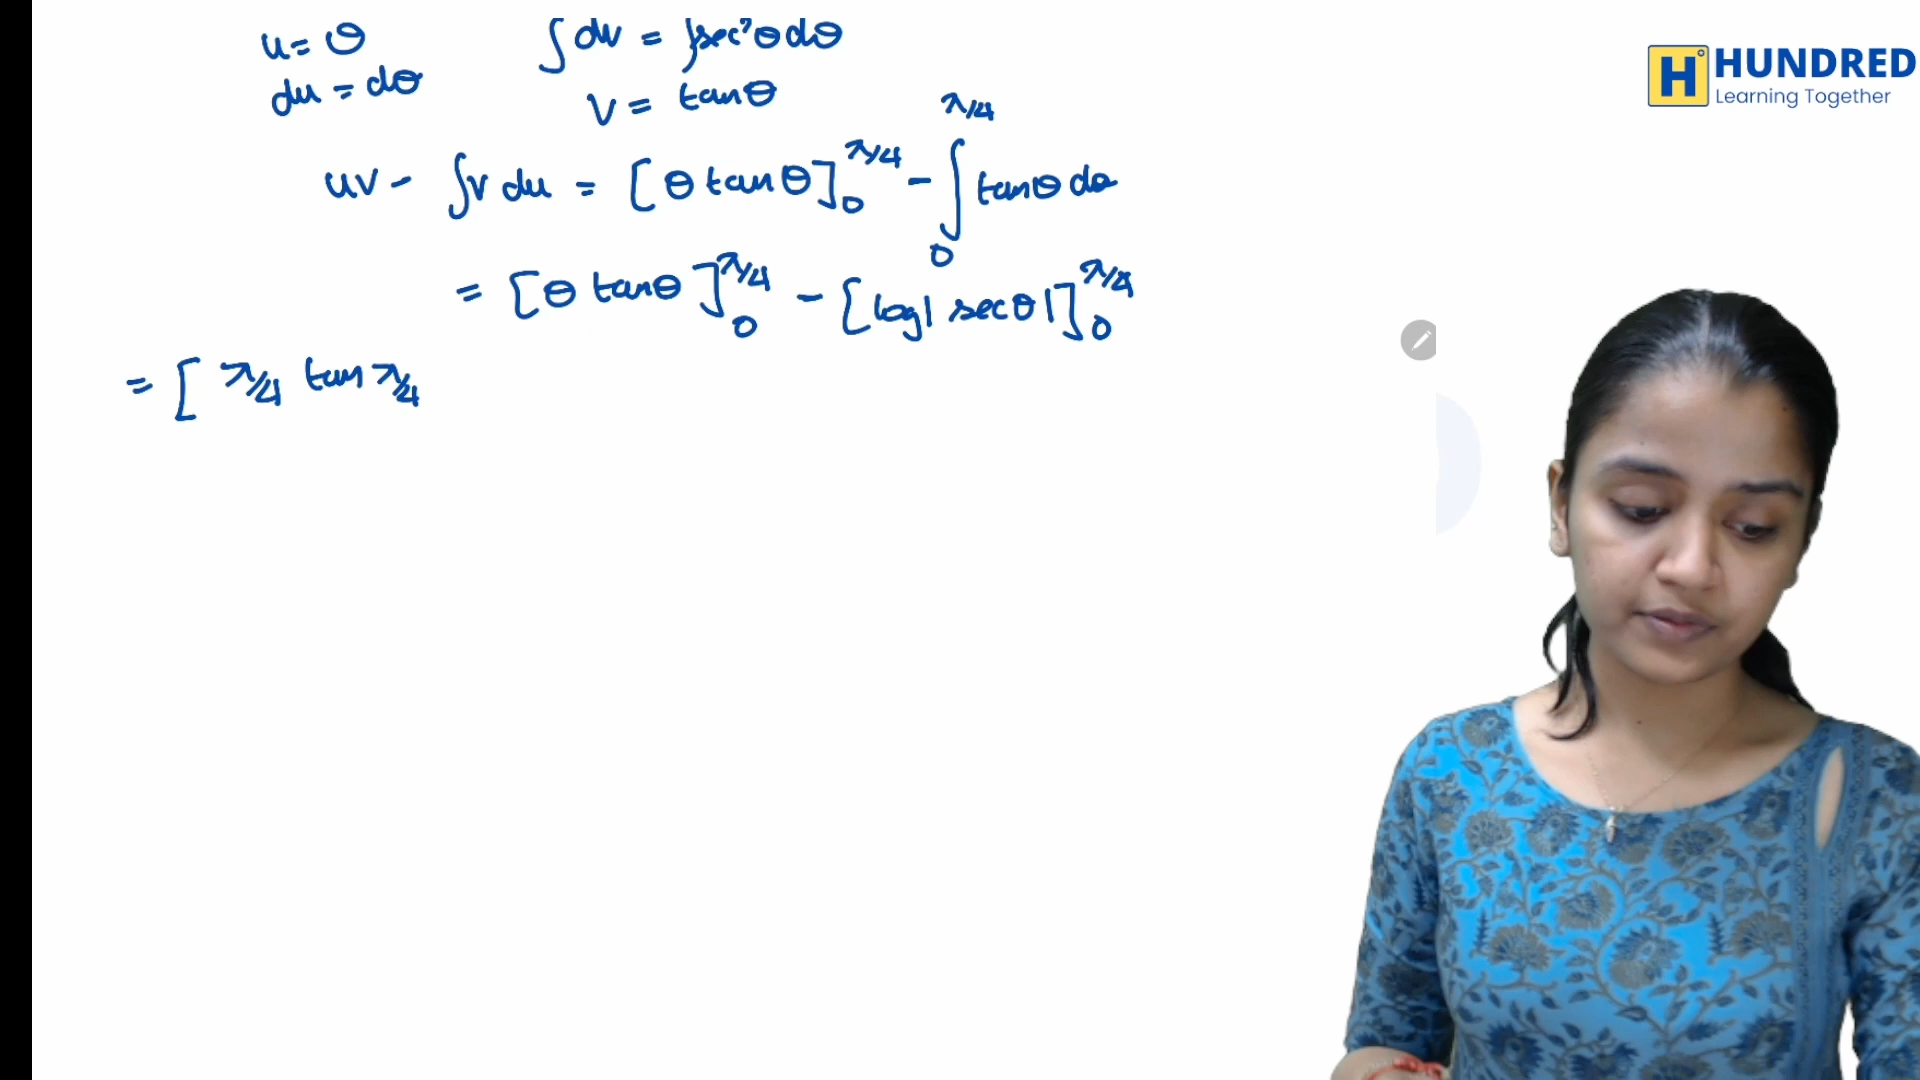 u = θ    ∫dv = ∫sec²θ dθ
du = dθ    v = tanθ
uv - ∫v du = [θ tanθ]₀^π/4 - ∫₀^π/4 tanθ dθ
= [θ tanθ]₀^π/4 - [log|secθ|]₀^π/4
= [π/4 tan π/4
H HUNDRED
Learning Together